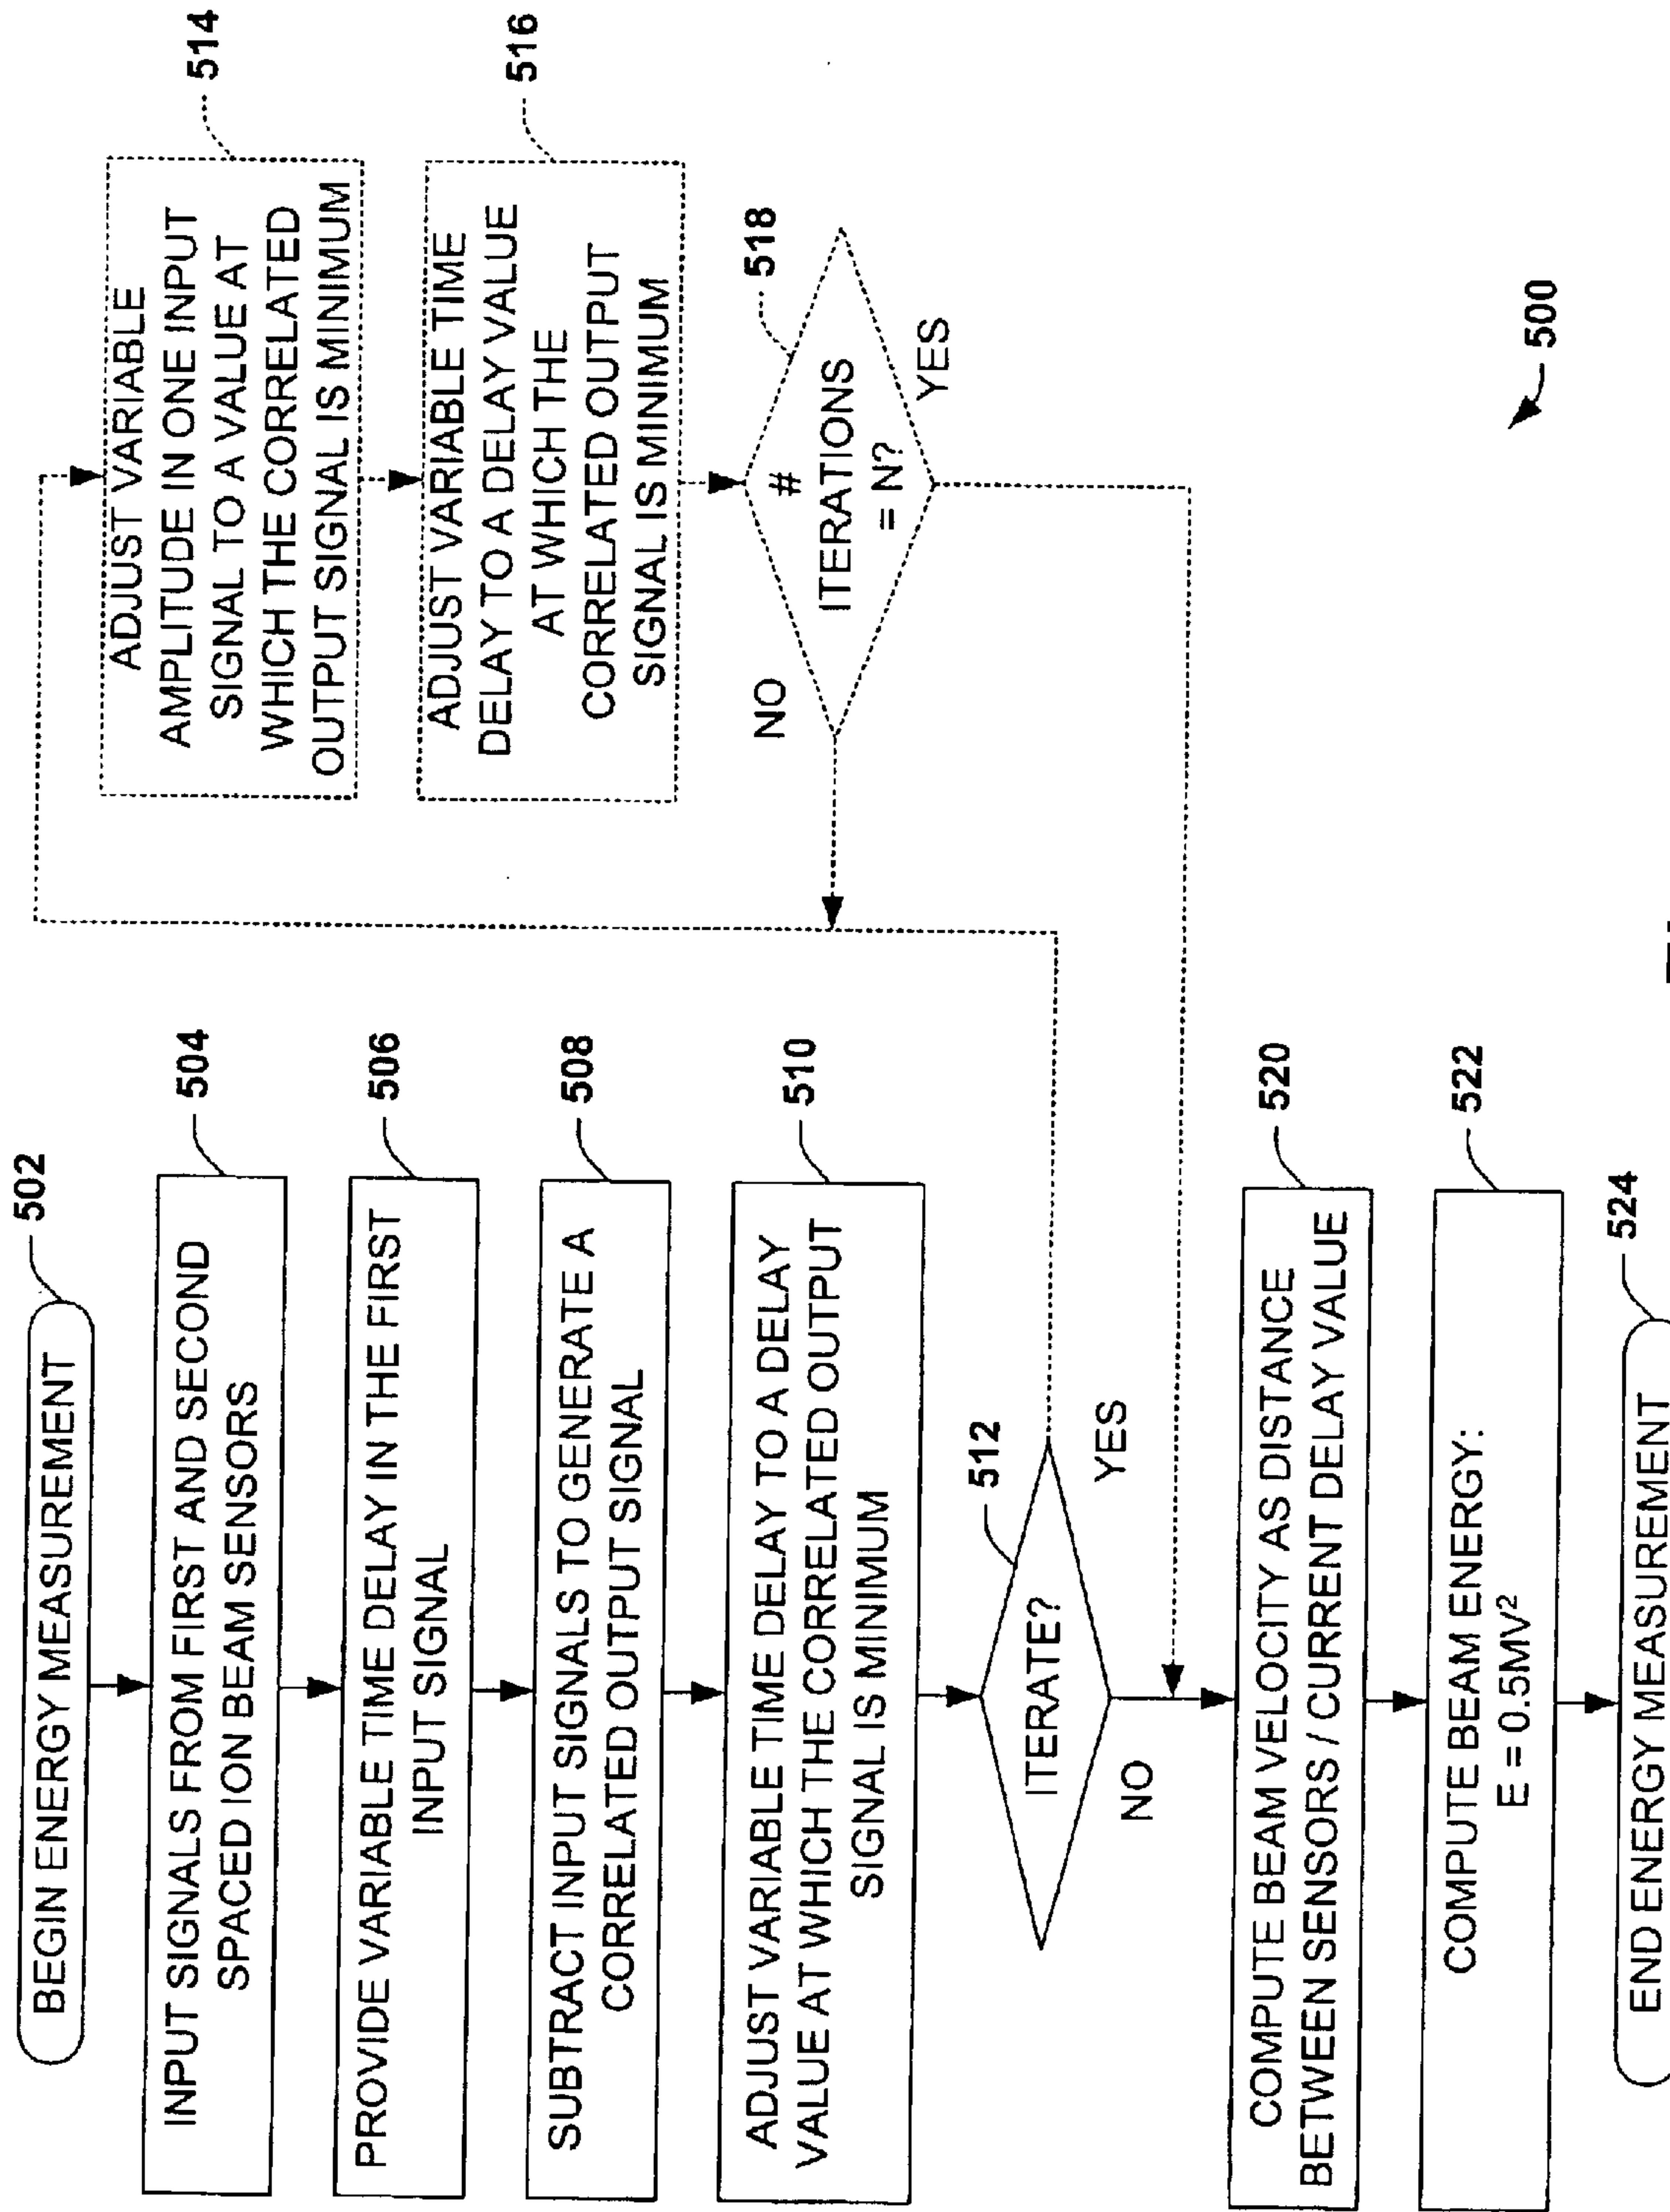 BEGIN ENERGY MEASUREMENT
502
INPUT SIGNALS FROM FIRST AND SECOND
SPACED ION BEAM SENSORS
504
PROVIDE VARIABLE TIME DELAY IN THE FIRST
INPUT SIGNAL
506
SUBTRACT INPUT SIGNALS TO GENERATE A
CORRELATED OUTPUT SIGNAL
508
ADJUST VARIABLE TIME DELAY TO A DELAY
VALUE AT WHICH THE CORRELATED OUTPUT
SIGNAL IS MINIMUM
510
ITERATE?
512
YES
NO
ADJUST VARIABLE
AMPLITUDE IN ONE INPUT
SIGNAL TO A VALUE AT
WHICH THE CORRELATED
OUTPUT SIGNAL IS MINIMUM
514
ADJUST VARIABLE TIME
DELAY TO A DELAY VALUE
AT WHICH THE
CORRELATED OUTPUT
SIGNAL IS MINIMUM
516
#
ITERATIONS
= N?
518
NO
YES
COMPUTE BEAM VELOCITY AS DISTANCE
BETWEEN SENSORS / CURRENT DELAY VALUE
520
COMPUTE BEAM ENERGY:
E = 0.5MV²
522
END ENERGY MEASUREMENT
524
500